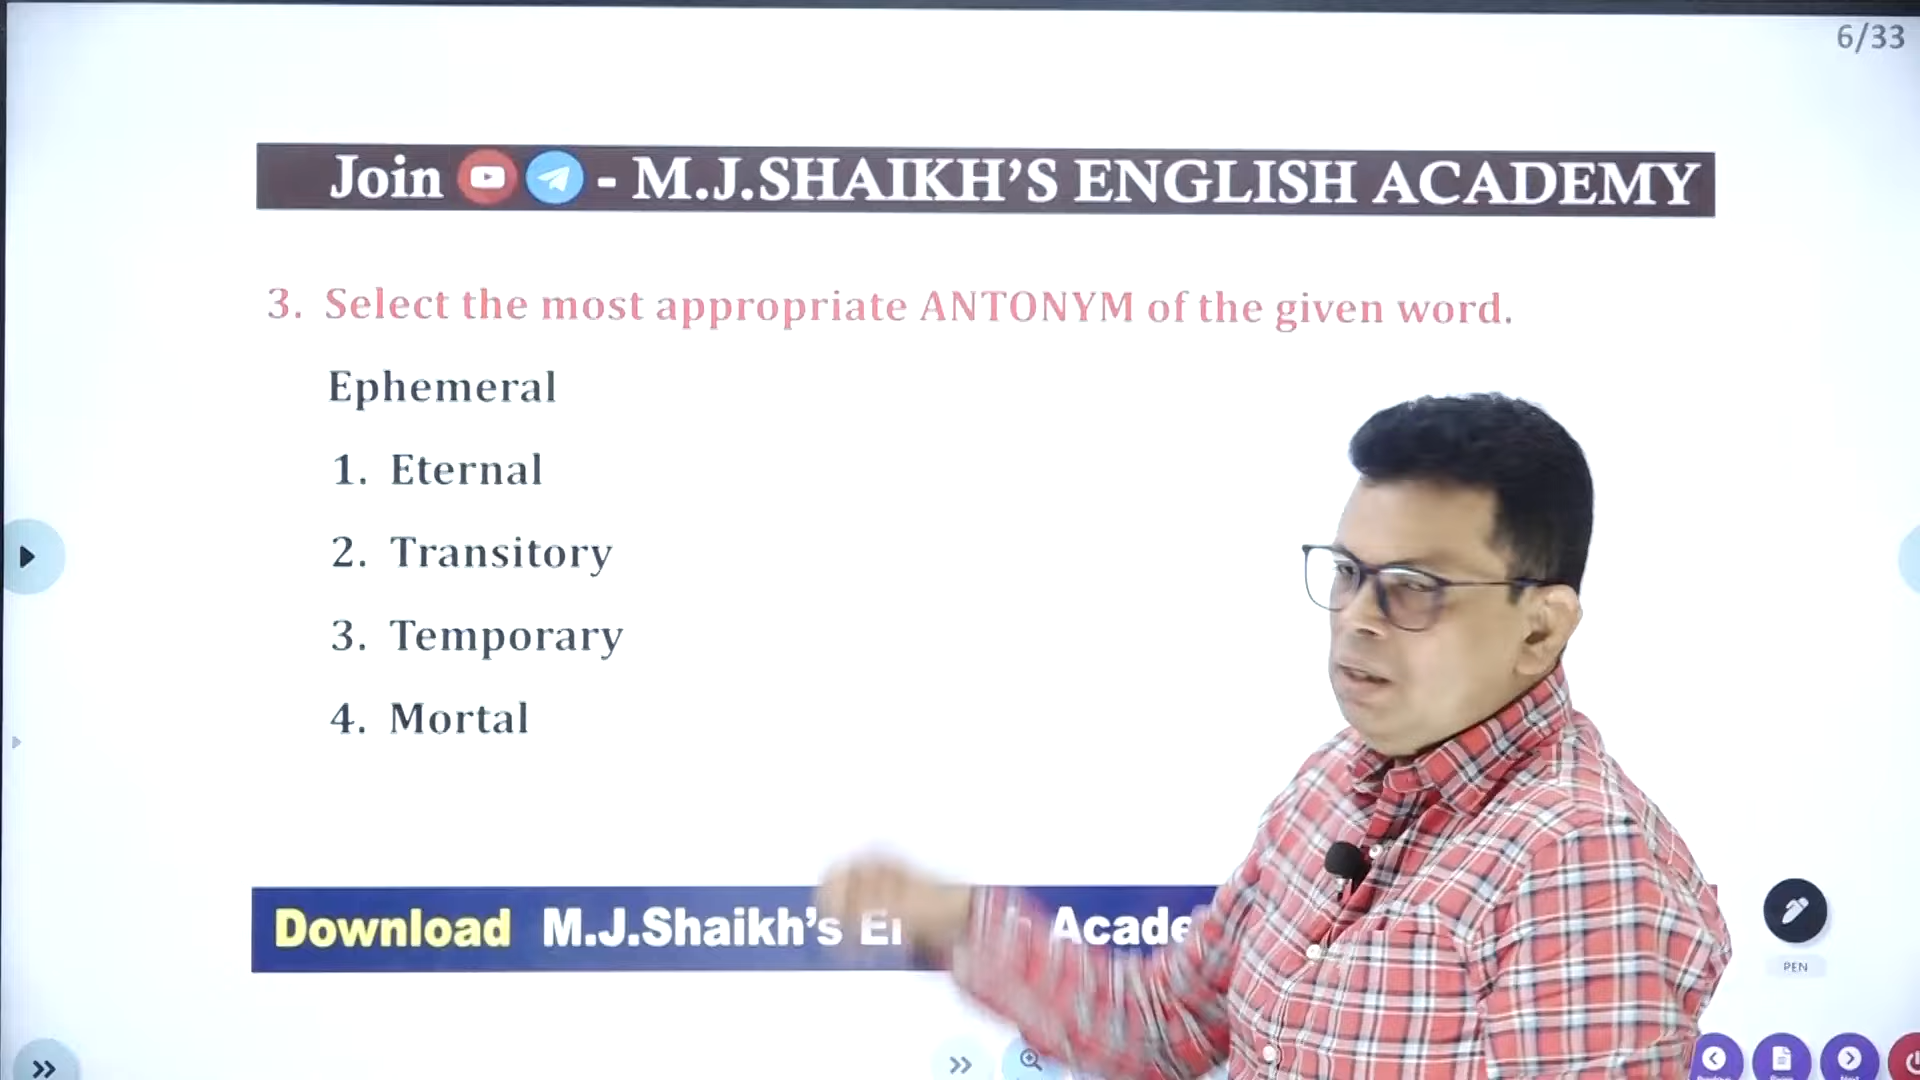 6/33
Join - M.J.SHAIKH'S ENGLISH ACADEMY
3. Select the most appropriate ANTONYM of the given word.
Ephemeral
1. Eternal
2. Transitory
3. Temporary
4. Mortal
Download M.J.Shaikh's
PEN